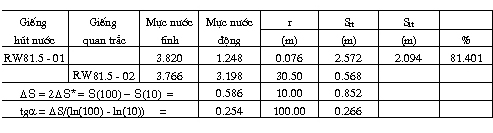 Giếng Giếng Mực nước Mực nước r Stt Stt
hút nước quan trắc tĩnh động (m) (m) (m) %
RW81.5 - 01 3.820 1.248 0.076 2.572 2.094 81.401
RW81.5 - 02 3.766 3.198 30.50 0.568
ΔS = 2ΔS* = S(100) – S(10) = 0.586 10.00 0.852
tgα = ΔS/(ln(100) - ln(10)) = 0.254 100.00 0.266